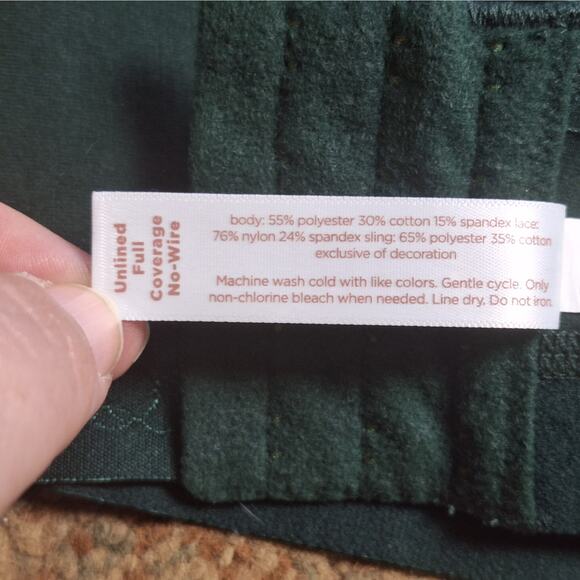 Unlined
Full
Coverage
No-Wire
body: 55% polyester 30% cotton 15% spandex lace:
76% nylon 24% spandex sling: 65% polyester 35% cotton
exclusive of decoration
Machine wash cold with like colors. Gentle cycle. Only
non-chlorine bleach when needed. Line dry. Do not iron.